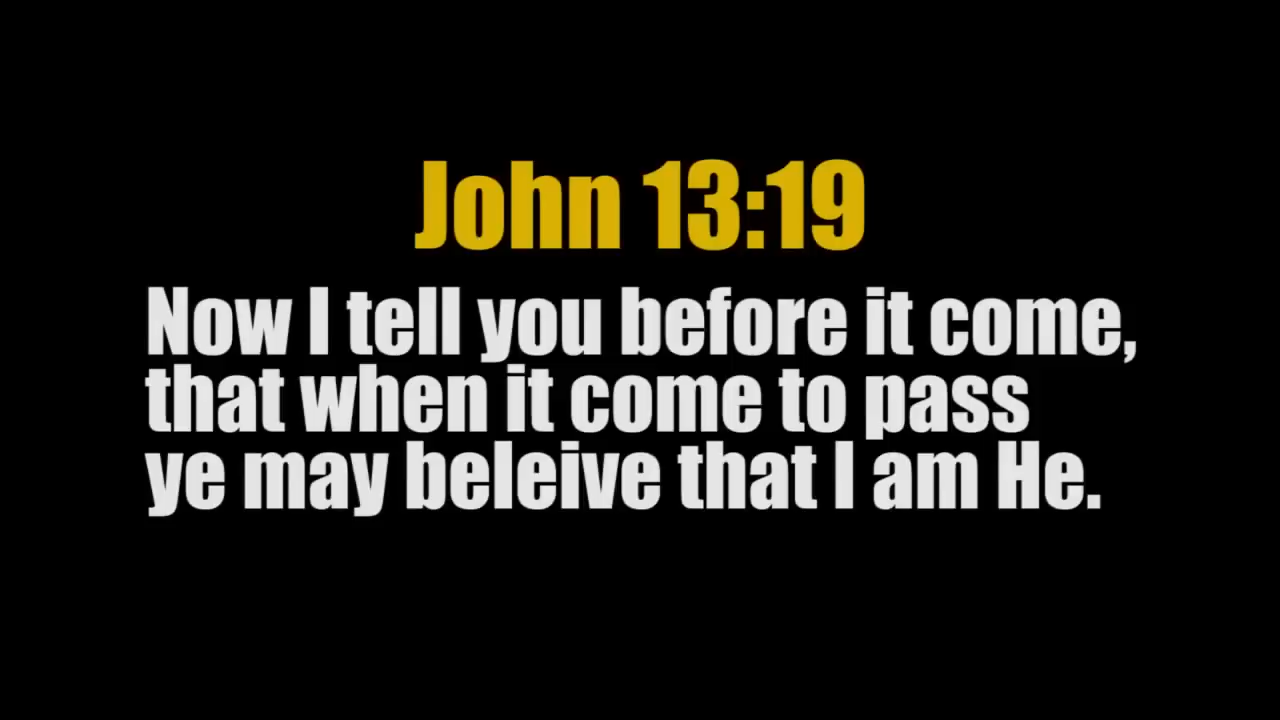 John 13:19
Now I tell you before it come,
that when it come to pass
ye may beleive that I am He.